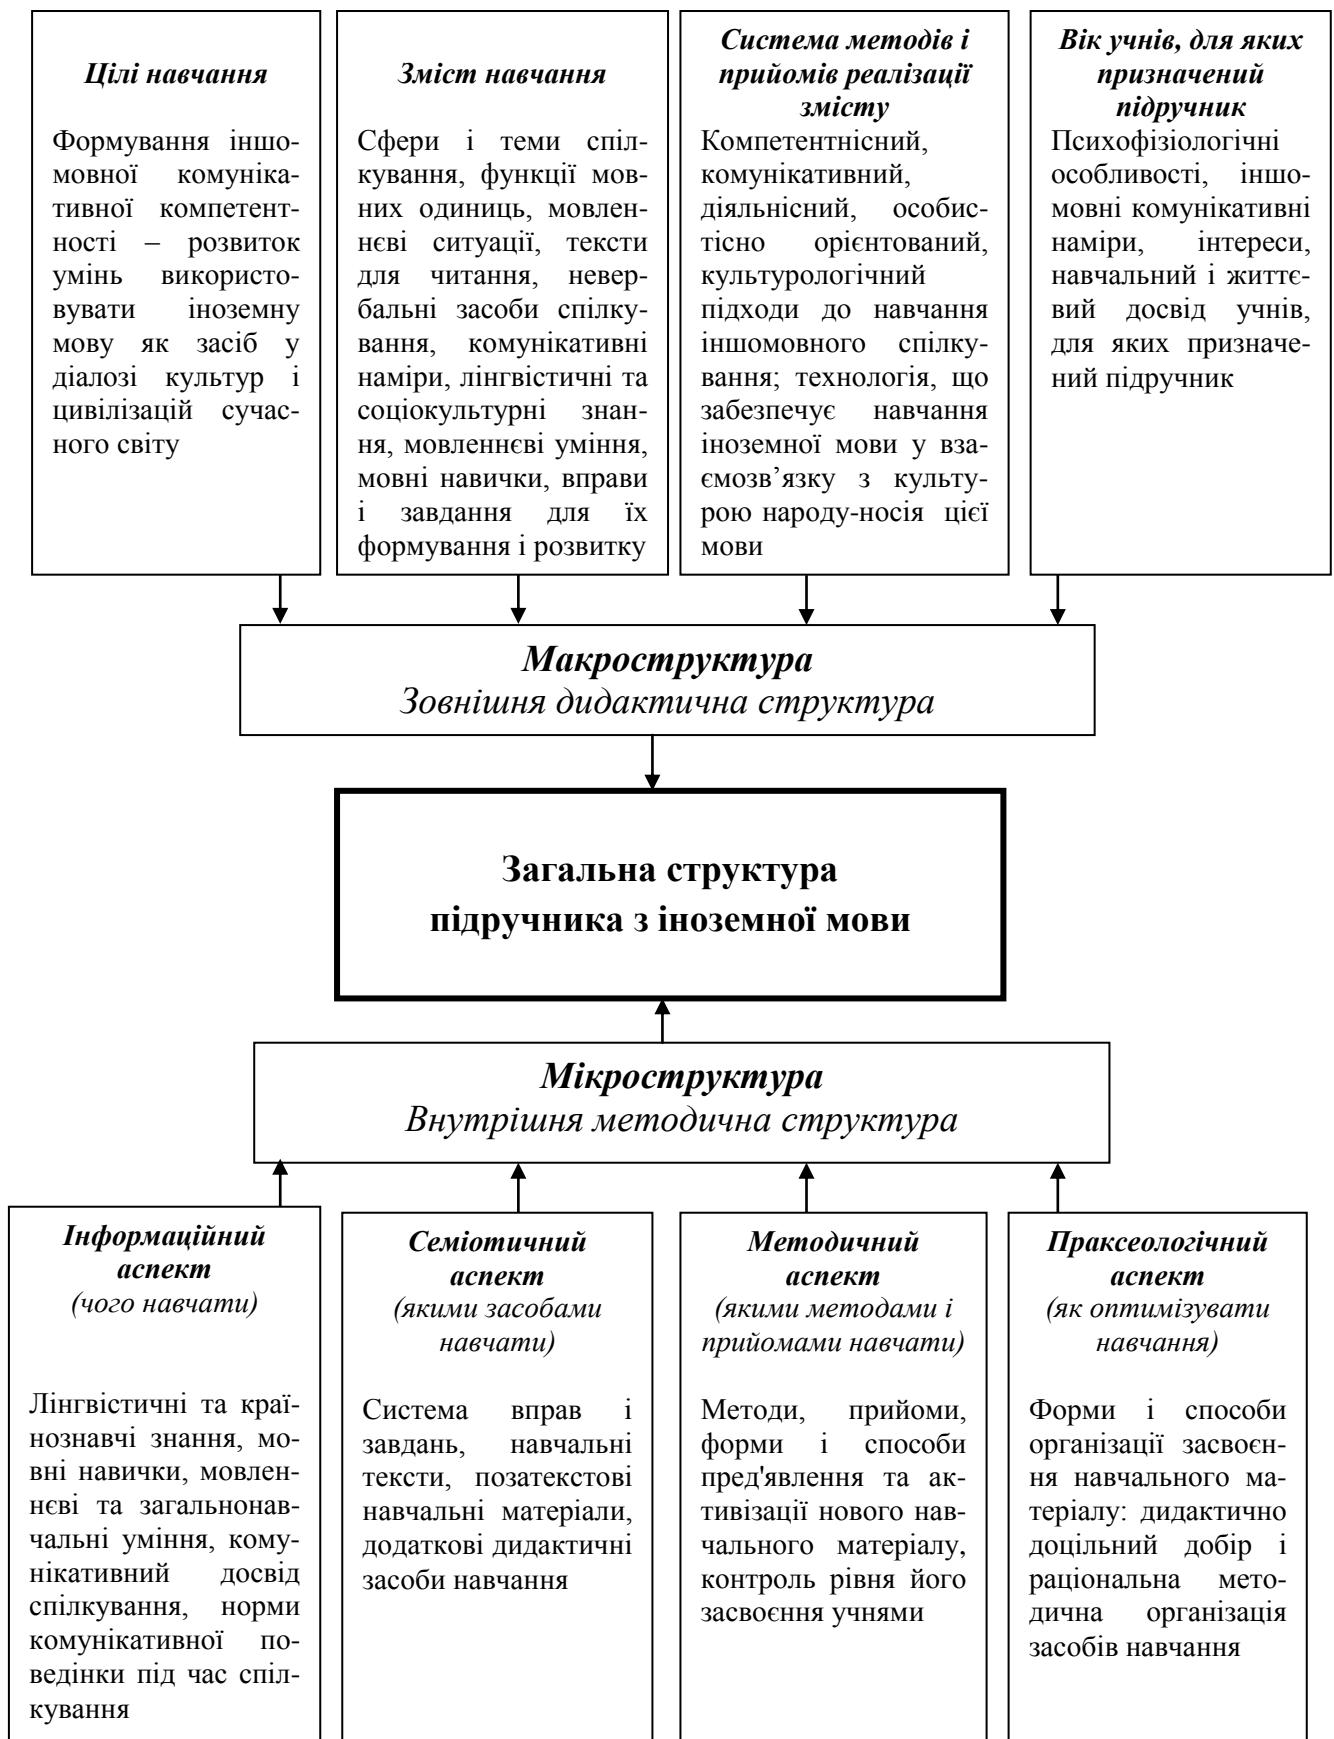 Цілі навчання
Формування іншо-
мовної комуніка-
тивної компетент-
ності – розвиток
умінь використо-
вувати іноземну
мову як засіб у
діалозі культур і
цивілізацій сучас-
ного світу
Зміст навчання
Сфери і теми спіл-
кування, функції мов-
них одиниць, мовлен-
нєві ситуації, тексти
для читання, невер-
бальні засоби спілку-
вання, комунікативні
наміри, лінгвістичні та
соціокультурні знан-
ня, мовленнєві уміння,
мовні навички, вправи
і завдання для їх
формування і розвитку
Система методів і
прийомів реалізації
змісту
Компетентнісний,
комунікативний,
діяльнісний, особис-
тісно орієнтований,
культурологічний
підходи до навчання
іншомовного спілку-
вання; технологія, що
забезпечує навчання
іноземної мови у вза-
ємозв’язку з культу-
рою народу-носія цієї
мови
Вік учнів, для яких
призначений
підручник
Психофізіологічні
особливості, іншо-
мовні комунікативні
наміри, інтереси,
навчальний і життє-
вий досвід учнів,
для яких призначе-
ний підручник
Макроструктура
Зовнішня дидактична структура
Загальна структура
підручника з іноземної мови
Мікроструктура
Внутрішня методична структура
Інформаційний
аспект
(чого навчати)
Лінгвістичні та краї-
нознавчі знання, мо-
вні навички, мовлен-
нєві та загальнонав-
чальні уміння, кому-
нікативний досвід
спілкування, норми
комунікативної по-
ведінки під час спіл-
кування
Семіотичний
аспект
(якими засобами
навчати)
Система вправ і
завдань, навчальні
тексти, позатекстові
навчальні матеріали,
додаткові дидактичні
засоби навчання
Методичний
аспект
(якими методами і
прийомами навчати)
Методи, прийоми,
форми і способи
пред'явлення та ак-
тивізації нового нав-
чального матеріалу,
контроль рівня його
засвоєння учнями
Праксеологічний
аспект
(як оптимізувати
навчання)
Форми і способи
організації засвоєн-
ня навчального ма-
теріалу: дидактично
доцільний добір і
раціональна мето-
дична організація
засобів навчання